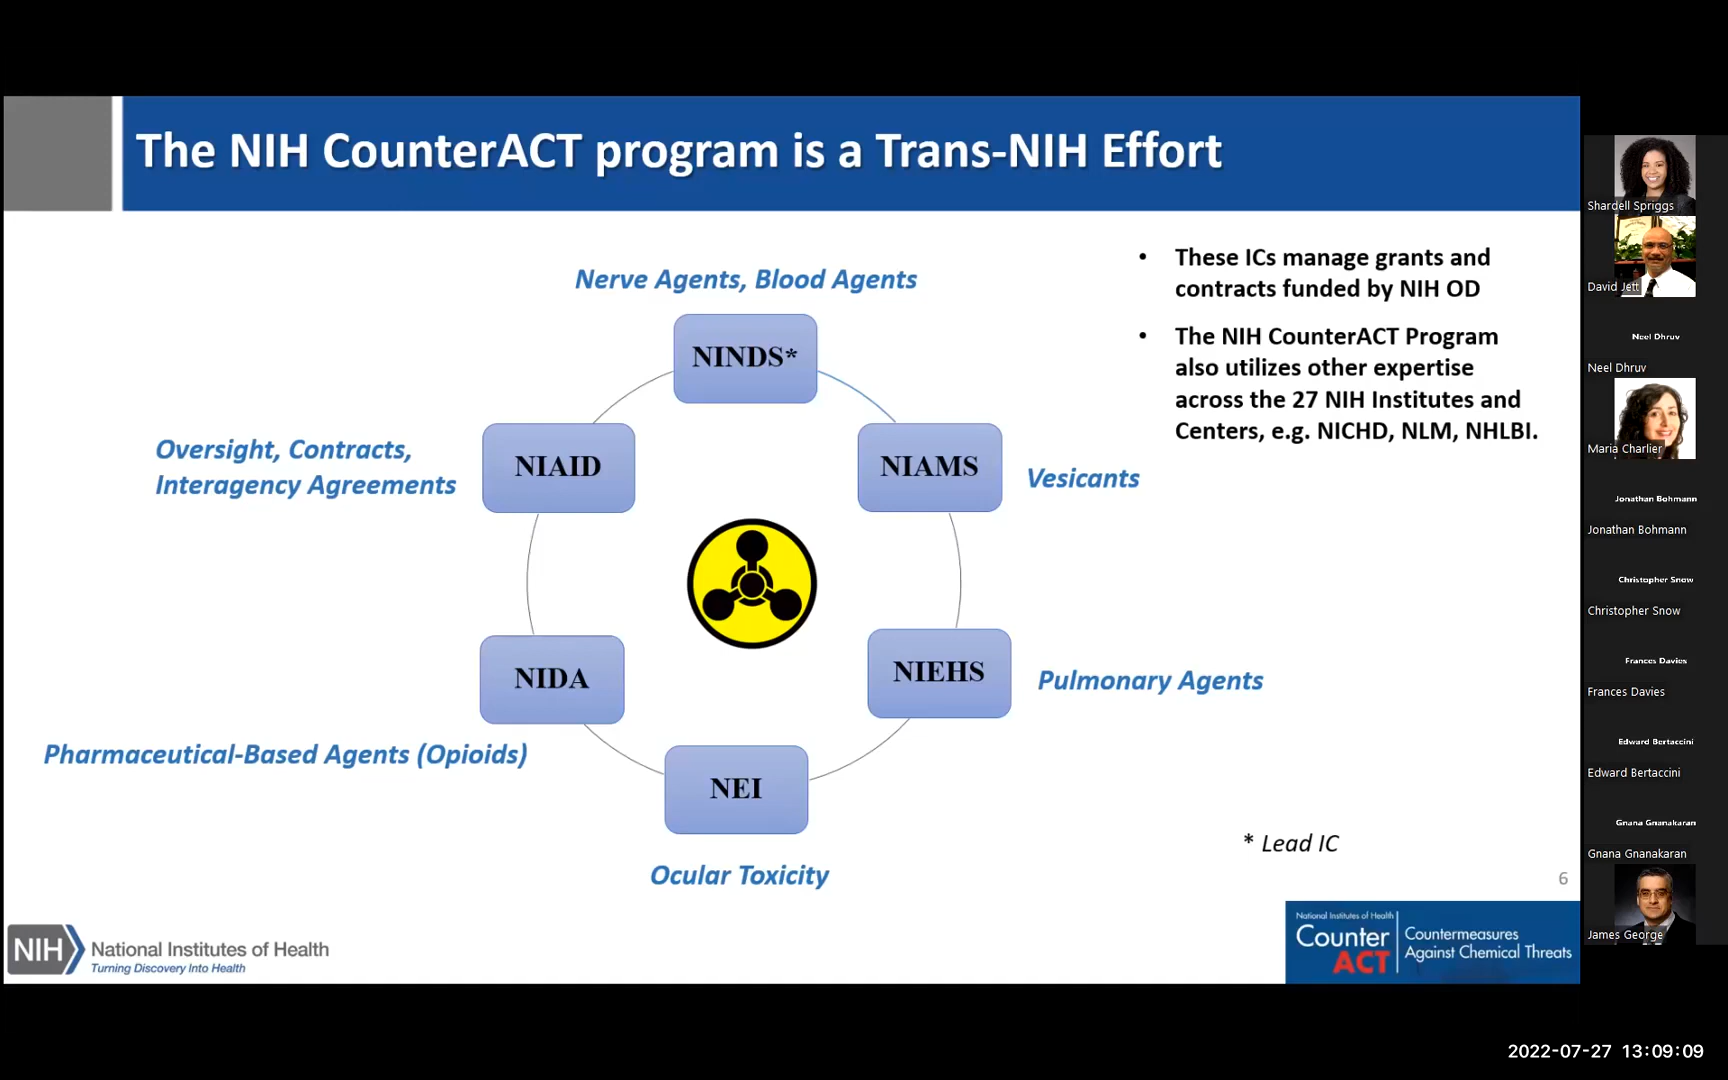 The NIH CounterACT program is a Trans-NIH Effort
Nerve Agents, Blood Agents
NINDS*
Oversight, Contracts,
Interagency Agreements
NIAID
NIAMS
Vesicants
NIDA
Pharmaceutical-Based Agents (Opioids)
NIEHS
Pulmonary Agents
NEI
Ocular Toxicity
• These ICs manage grants and
contracts funded by NIH OD
• The NIH CounterACT Program
also utilizes other expertise
across the 27 NIH Institutes and
Centers, e.g. NICHD, NLM, NHLBI.
* Lead IC
6
NIH National Institutes of Health
Turning Discovery Into Health
National Institutes of Health
Counter
ACT
Countermeasures
Against Chemical Threats
Shardell Spriggs
David Jett
Neel Dhruv
Neel Dhruv
Maria Charlier
Jonathan Bohmann
Jonathan Bohmann
Christopher Snow
Christopher Snow
Frances Davies
Frances Davies
Edward Bertaccini
Edward Bertaccini
Gnana Gnanakaran
Gnana Gnanakaran
James George
2022-07-27 13:09:09